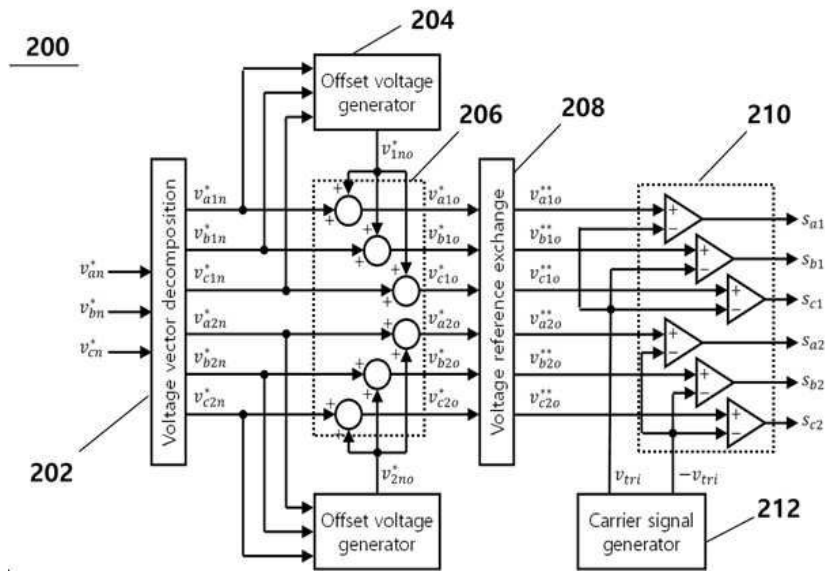 200
204
Offset voltage
generator
206
208
210
v*1no
Voltage vector decomposition
v*a1n
v*b1n
v*c1n
v*a2n
v*b2n
v*c2n
v*an
v*bn
v*cn
202
+
+
+
+
+
+
+
+
+
+
+
+
v*a1o
v*b1o
v*c1o
v*a2o
v*b2o
v*c2o
Voltage reference exchange
v**a1o
v**b1o
v**c1o
v**a2o
v**b2o
v**c2o
+
−
+
−
+
−
+
−
+
−
+
−
sa1
sb1
sc1
sa2
sb2
sc2
v*2no
vtri
−vtri
Offset voltage
generator
Carrier signal
generator
212